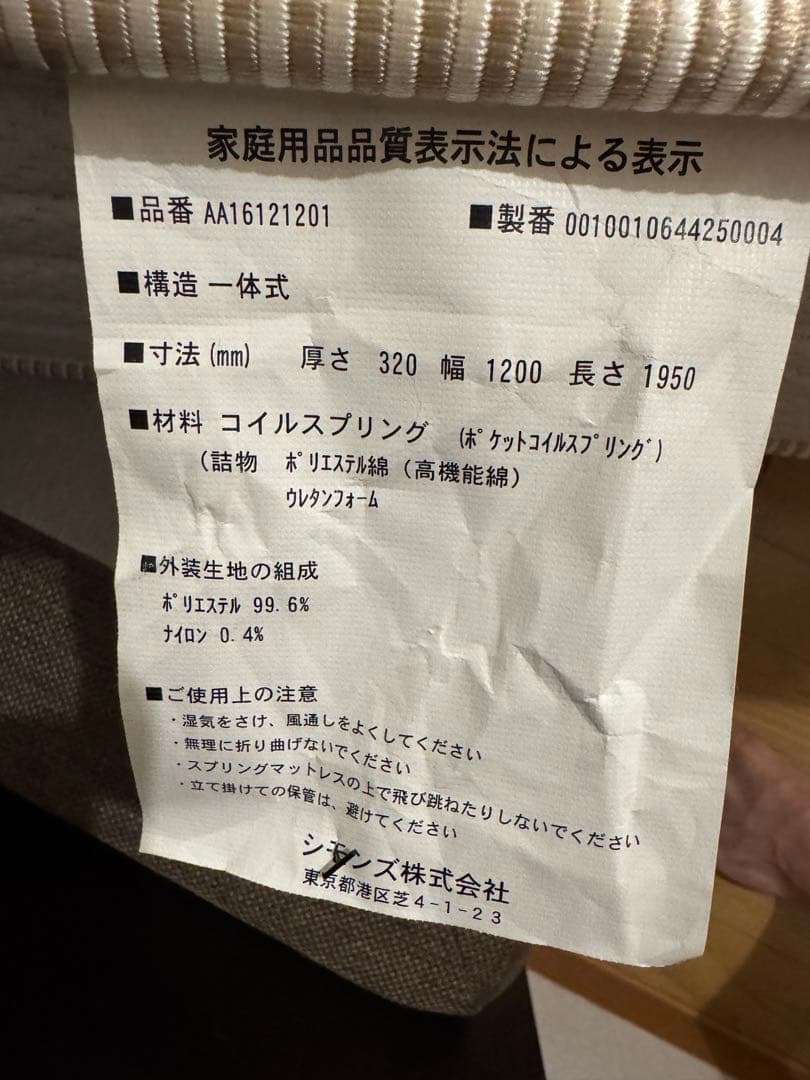 家庭用品品質表示法による表示
■品番 AA16121201 ■製番 0010010644250004
■構造 一体式
■寸法(mm) 厚さ 320 幅 1200 長さ 1950
■材料 コイルスプリング (ﾎﾟｹｯﾄｺｲﾙｽﾌﾟﾘﾝｸﾞ)
(詰物 ﾎﾟﾘｴｽﾃﾙ綿(高機能綿)
ｳﾚﾀﾝﾌｫｰﾑ
■外装生地の組成
ﾎﾟﾘｴｽﾃﾙ 99.6%
ﾅｲﾛﾝ 0.4%
■ご使用上の注意
・湿気をさけ、風通しをよくしてください
・無理に折り曲げないでください
・スプリングマットレスの上で飛び跳ねたりしないでください
・立て掛けての保管は、避けてください
シモンズ株式会社
東京都港区芝4-1-23